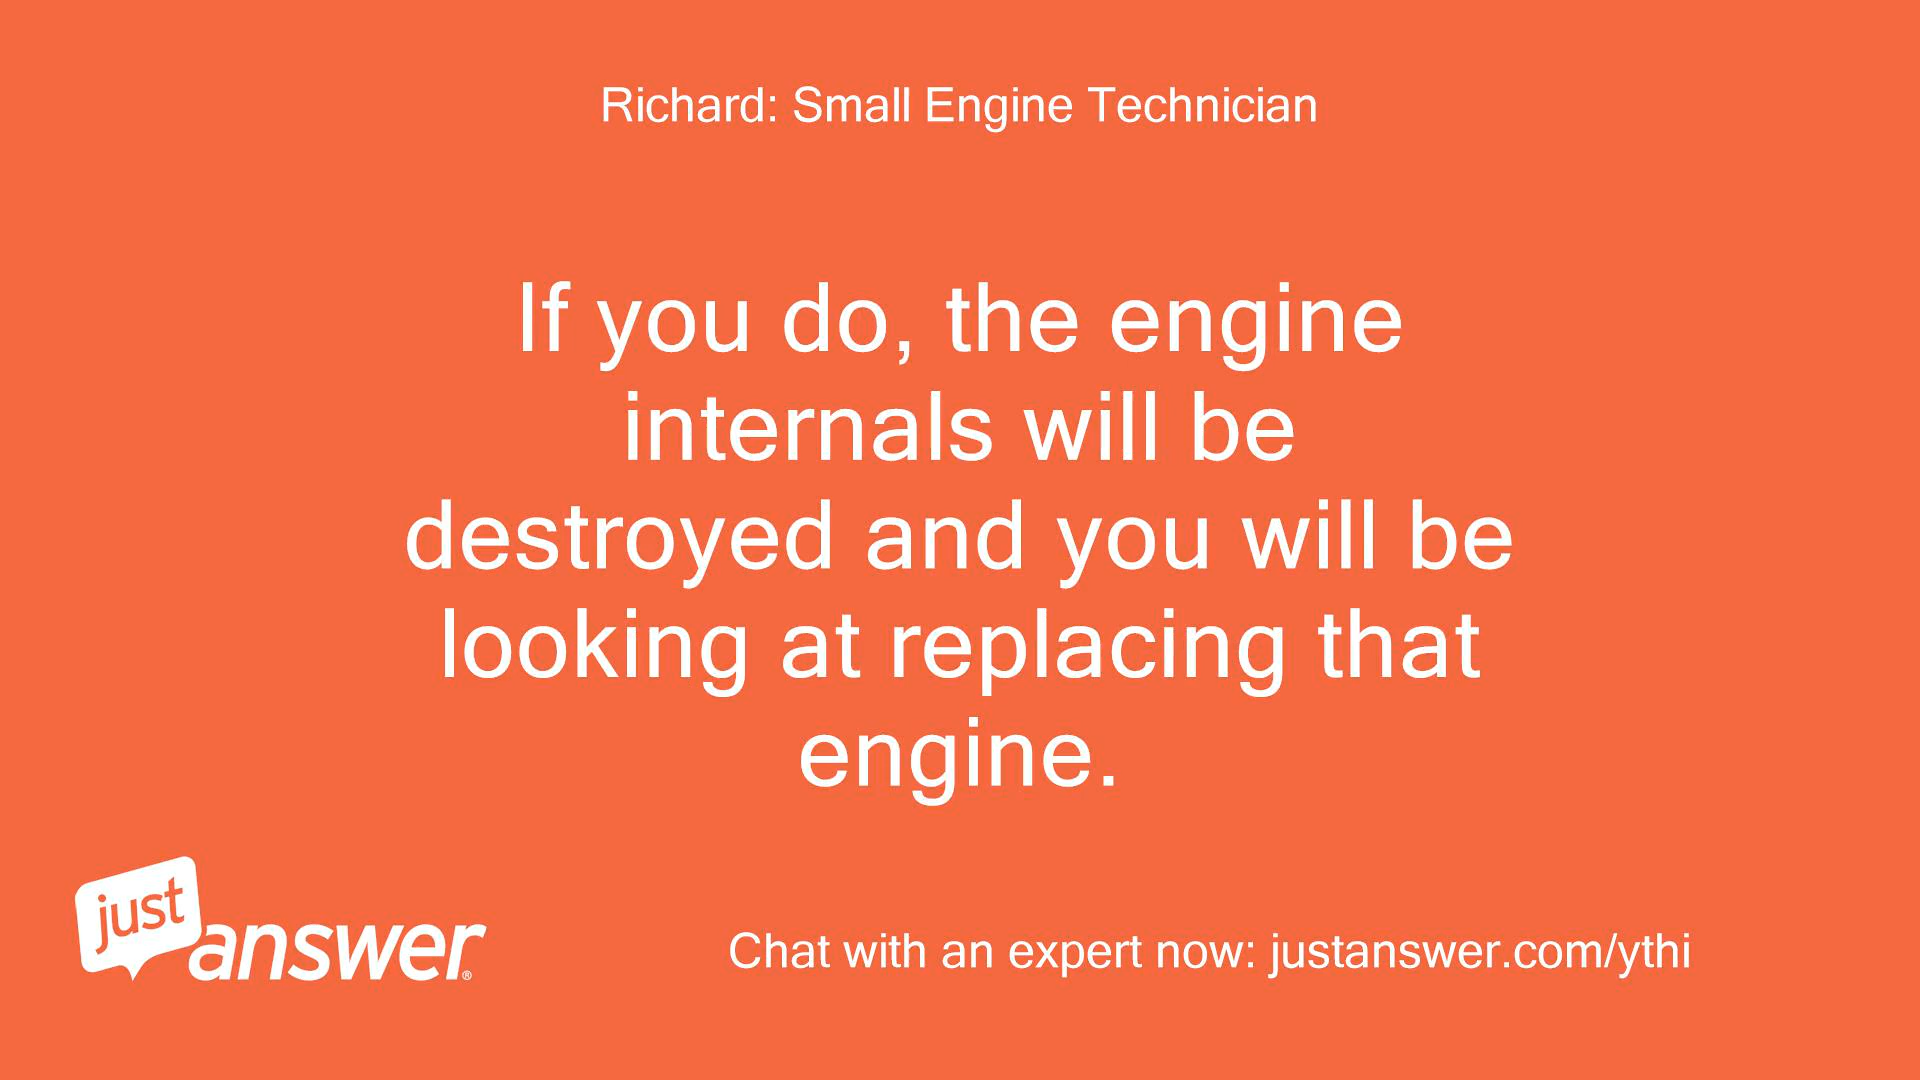 Richard: Small Engine Technician
If you do, the engine
internals will be
destroyed and you will be
looking at replacing that
engine.
just
answer®
Chat with an expert now: justanswer.com/ythi